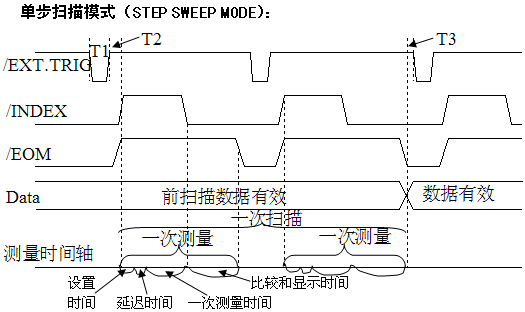 单步扫描模式（STEP SWEEP MODE）：
T1 T2 T3
/EXT.TRIG
/INDEX
/EOM
Data 前扫描数据有效 数据有效
一次扫描
测量时间轴 一次测量 一次测量
设置时间 延迟时间 一次测量时间 比较和显示时间